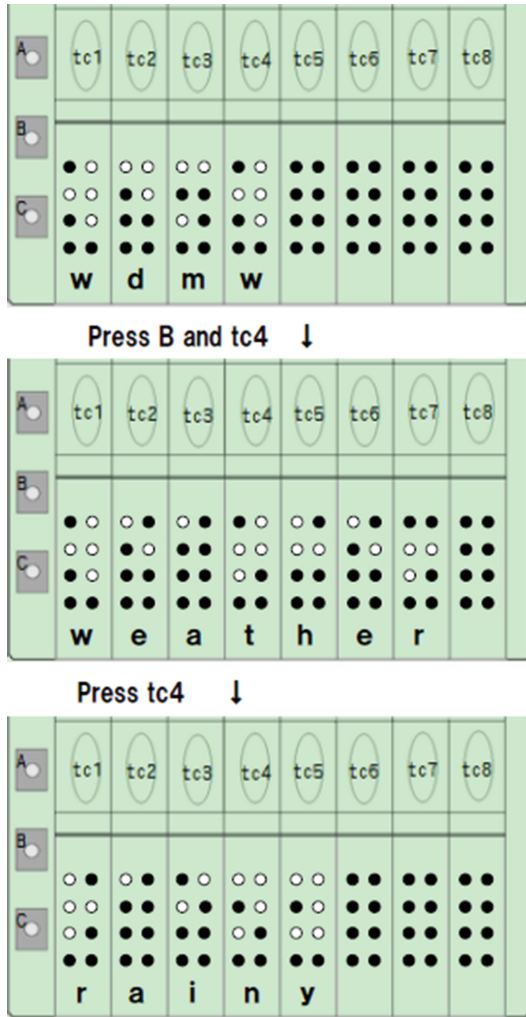 A tc1 tc2 tc3 tc4 tc5 tc6 tc7 tc8
B
C
w d m w
Press B and tc4 ↓
A tc1 tc2 tc3 tc4 tc5 tc6 tc7 tc8
B
C
w e a t h e r
Press tc4 ↓
A tc1 tc2 tc3 tc4 tc5 tc6 tc7 tc8
B
C
r a i n y